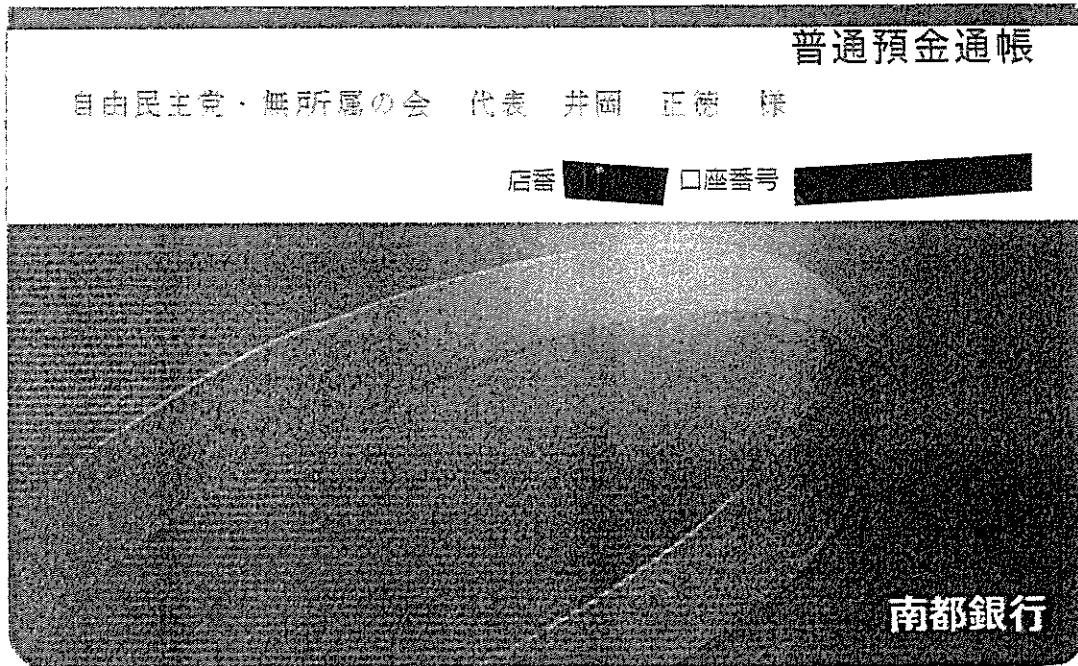 普通預金通帳
自由民主党・無所属の会 代表 井岡 正徳 様
店番 口座番号
南都銀行